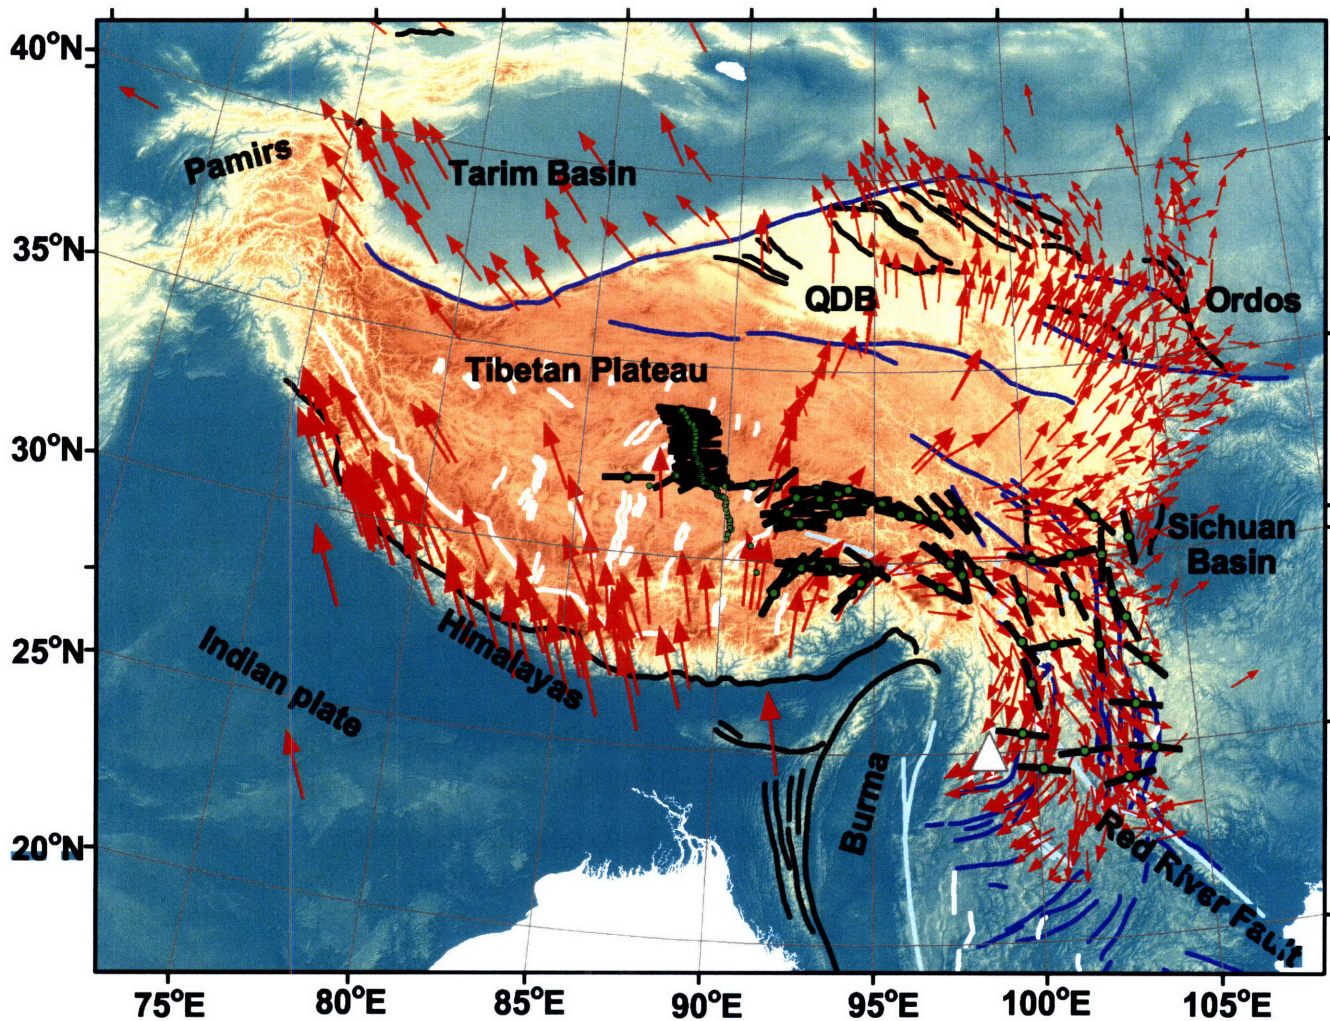 40°N
Pamirs
Tarim Basin
35°N
QDB
Ordos
Tibetan Plateau
30°N
Sichuan
Basin
25°N
Himalayas
Indian plate
Burma
20°N
Red River Fault
75°E
80°E
85°E
90°E
95°E
100°E
105°E